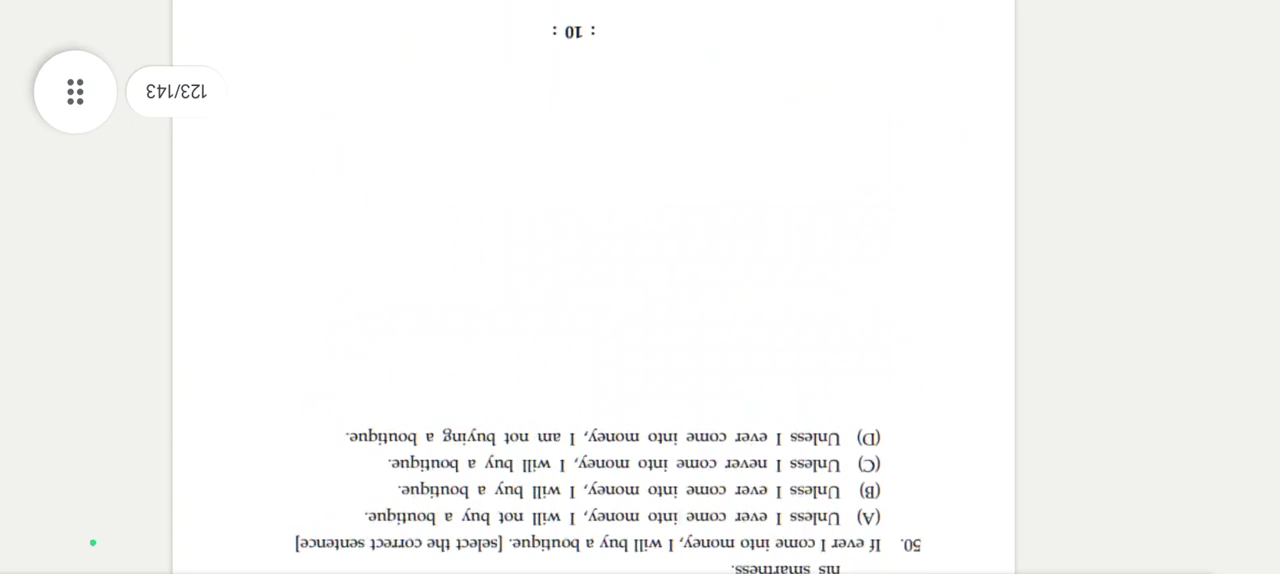 his smartness.
50. If ever I come into money, I will buy a boutique. [select the correct sentence]
(A) Unless I ever come into money, I will not buy a boutique.
(B) Unless I ever come into money, I will buy a boutique.
(C) Unless I never come into money, I will buy a boutique.
(D) Unless I ever come into money, I am not buying a boutique.
123/143
: 10 :